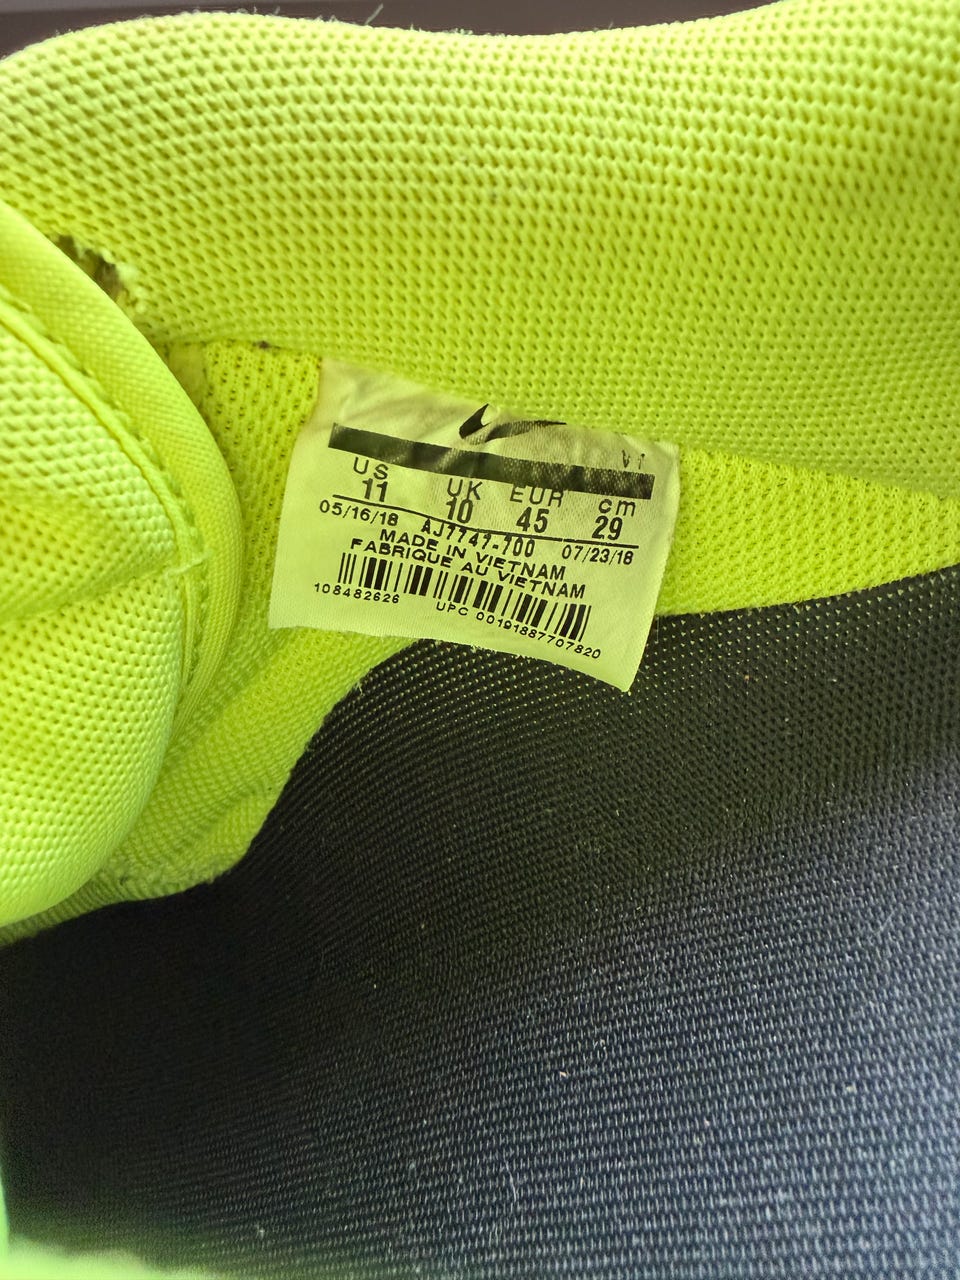 V1
US UK EUR cm
11 10 45 29
05/16/18 AJ7747-700 07/23/18
MADE IN VIETNAM
FABRIQUE AU VIETNAM
108482626 UPC 00191887707820